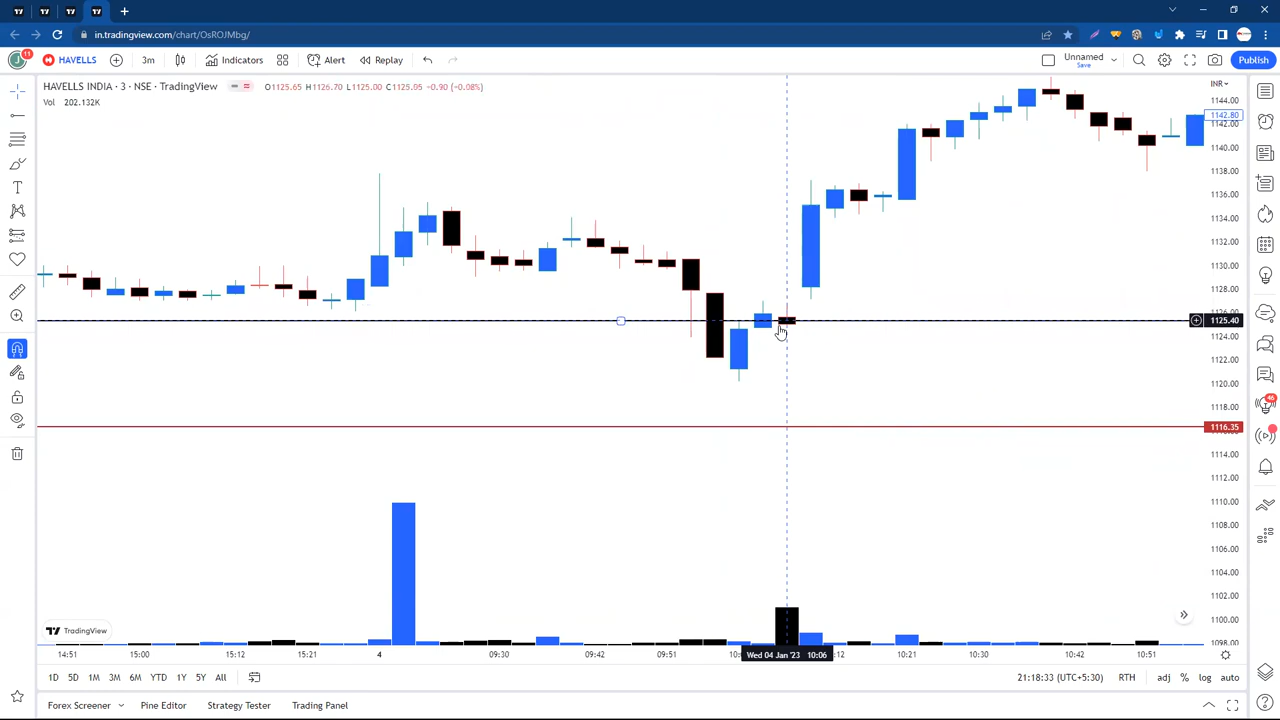 in.tradingview.com/chart/OsROJMbg/
11
HAVELLS
3m
Indicators
Alert
Replay
Unnamed
Save
Publish
HAVELLS INDIA · 3 · NSE · TradingView
O1125.65 H1126.70 L1125.00 C1125.05 -0.90 (-0.08%)
INR
Vol 202.132K
1144.00
1142.80
1142.00
1140.00
1138.00
1136.00
1134.00
1132.00
1130.00
1128.00
1125.40
1124.00
1122.00
1120.00
1118.00
1116.35
1114.00
1112.00
1110.00
1108.00
1106.00
1104.00
1102.00
1100.00
1098.00
46
TradingView
14:51
15:00
15:12
15:21
4
09:30
09:42
09:51
Wed 04 Jan '23 10:06
10:21
10:30
10:42
10:51
1D 5D 1M 3M 6M YTD 1Y 5Y All
21:18:33 (UTC+5:30)
RTH
adj % log auto
Forex Screener
Pine Editor
Strategy Tester
Trading Panel